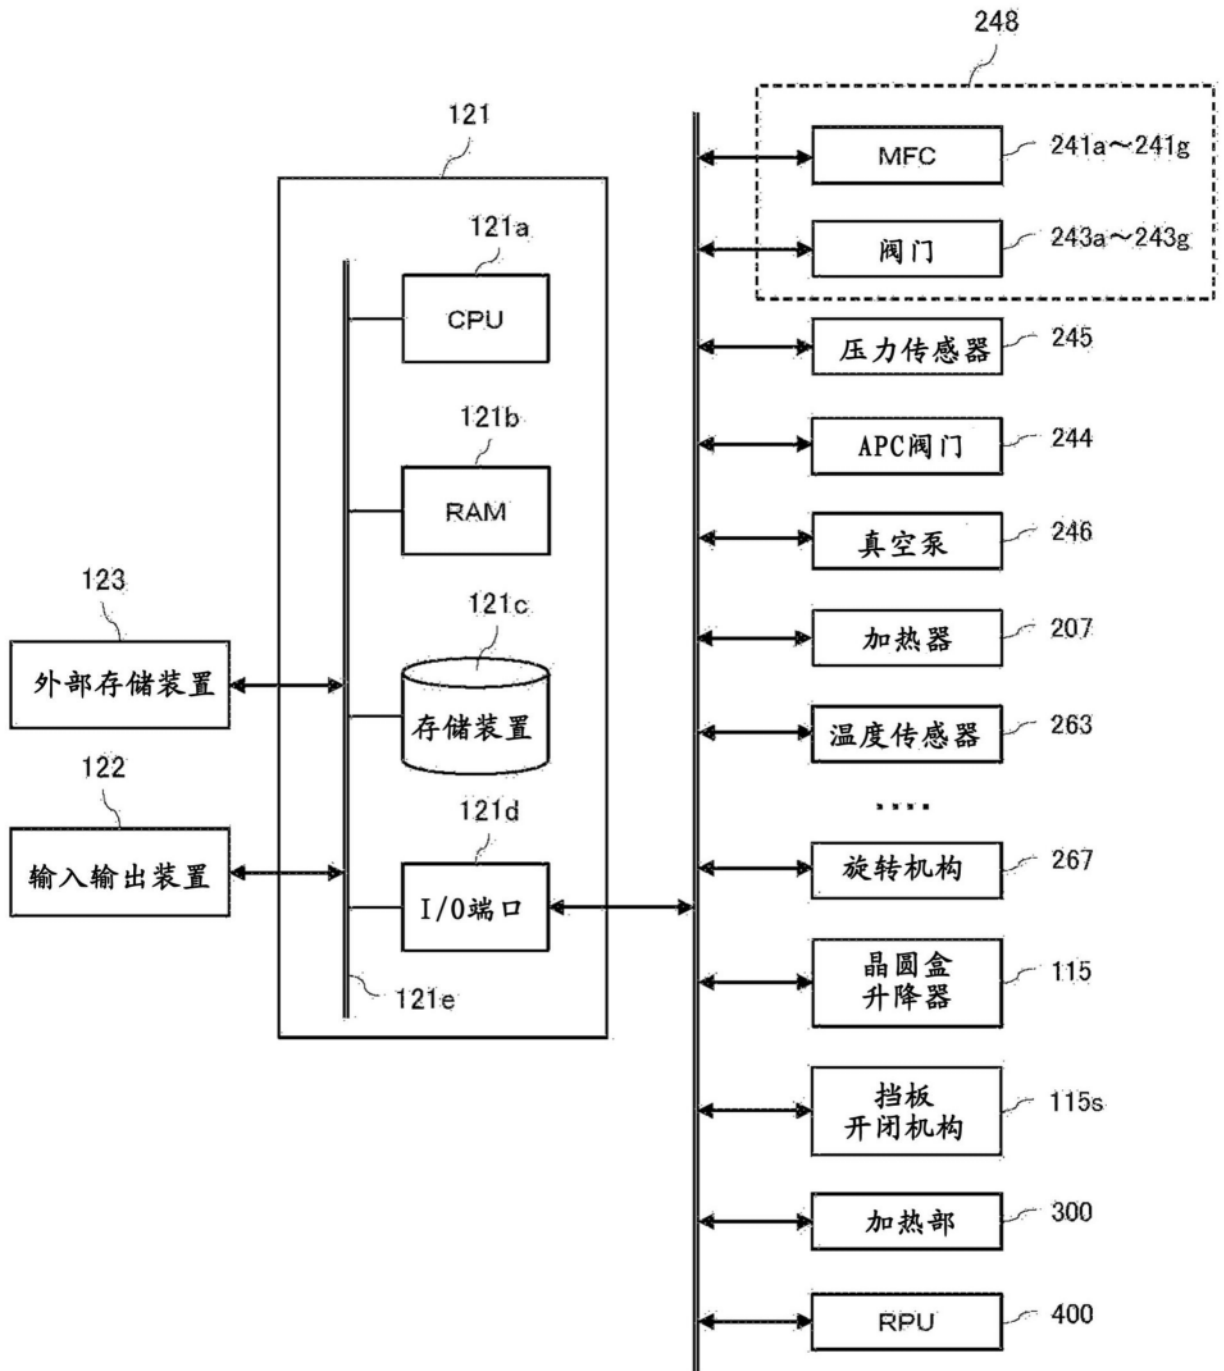 248
121
MFC
241a～241g
121a
阀门
243a～243g
CPU
压力传感器
245
121b
APC阀门
244
RAM
真空泵
246
123
121c
加热器
207
外部存储装置
存储装置
温度传感器
263
122
121d
····
旋转机构
267
输入输出装置
I/O端口
121e
晶圆盒
升降器
115
挡板
开闭机构
115s
加热部
300
RPU
400